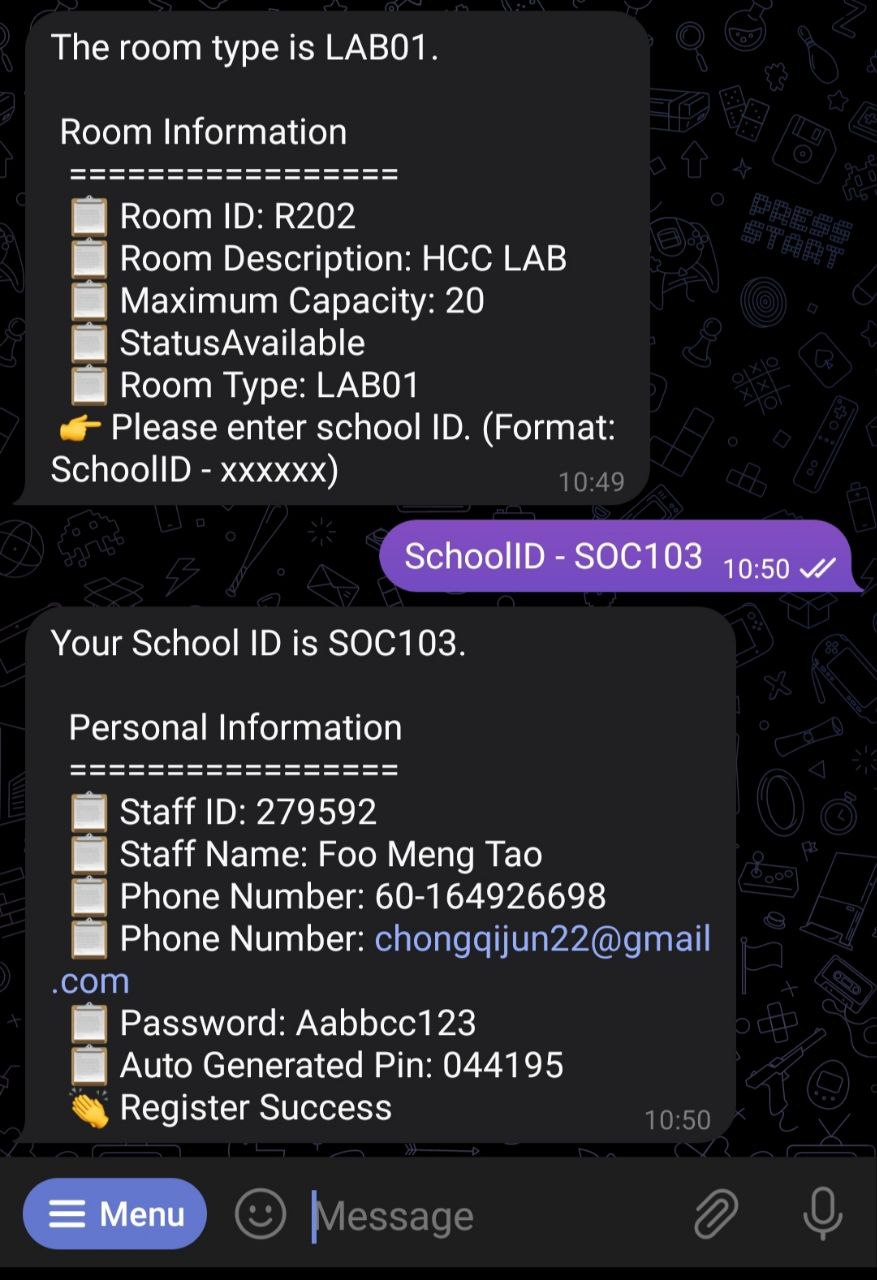 The room type is LAB01.
Room Information
=================
📋 Room ID: R202
📋 Room Description: HCC LAB
📋 Maximum Capacity: 20
📋 StatusAvailable
📋 Room Type: LAB01
👉 Please enter school ID. (Format:
SchoolID - xxxxxx)
10:49
SchoolID - SOC103
10:50
Your School ID is SOC103.
Personal Information
=================
📋 Staff ID: 279592
📋 Staff Name: Foo Meng Tao
📋 Phone Number: 60-164926698
📋 Phone Number: chongqijun22@gmail
.com
📋 Password: Aabbcc123
📋 Auto Generated Pin: 044195
👏 Register Success
10:50
PRESS
START
Menu
Message